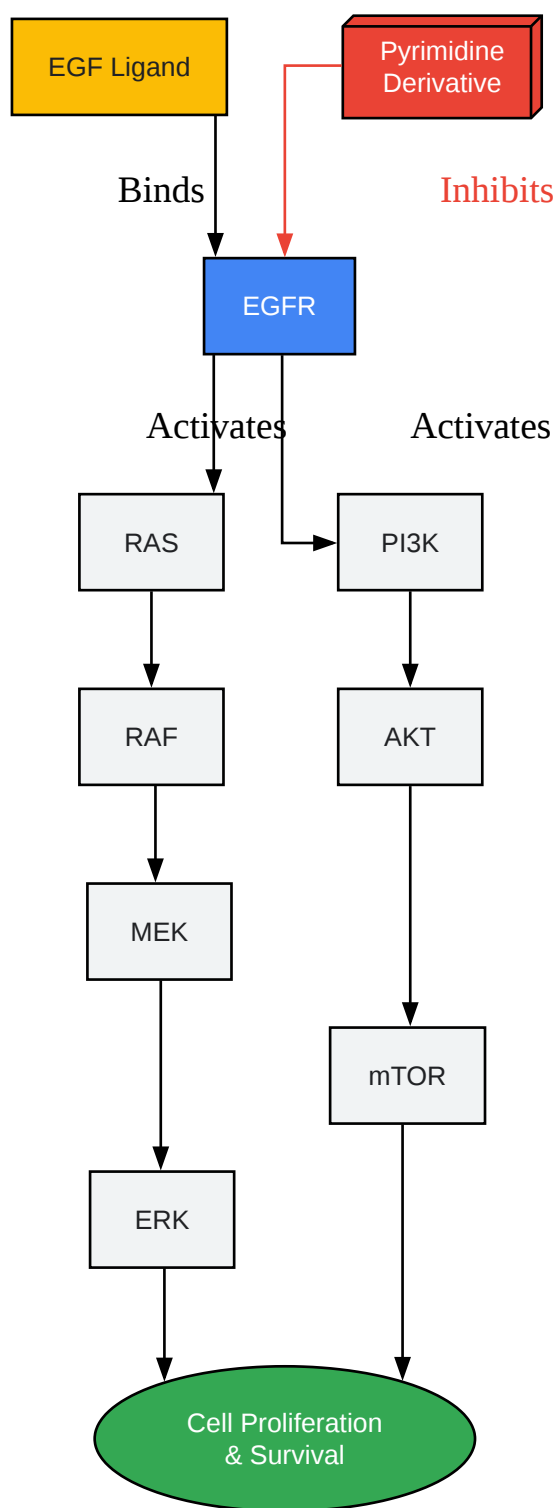 EGF Ligand
Pyrimidine
Derivative
Binds
Inhibits
EGFR
Activates
Activates
RAS
PI3K
RAF
AKT
MEK
mTOR
ERK
Cell Proliferation
& Survival